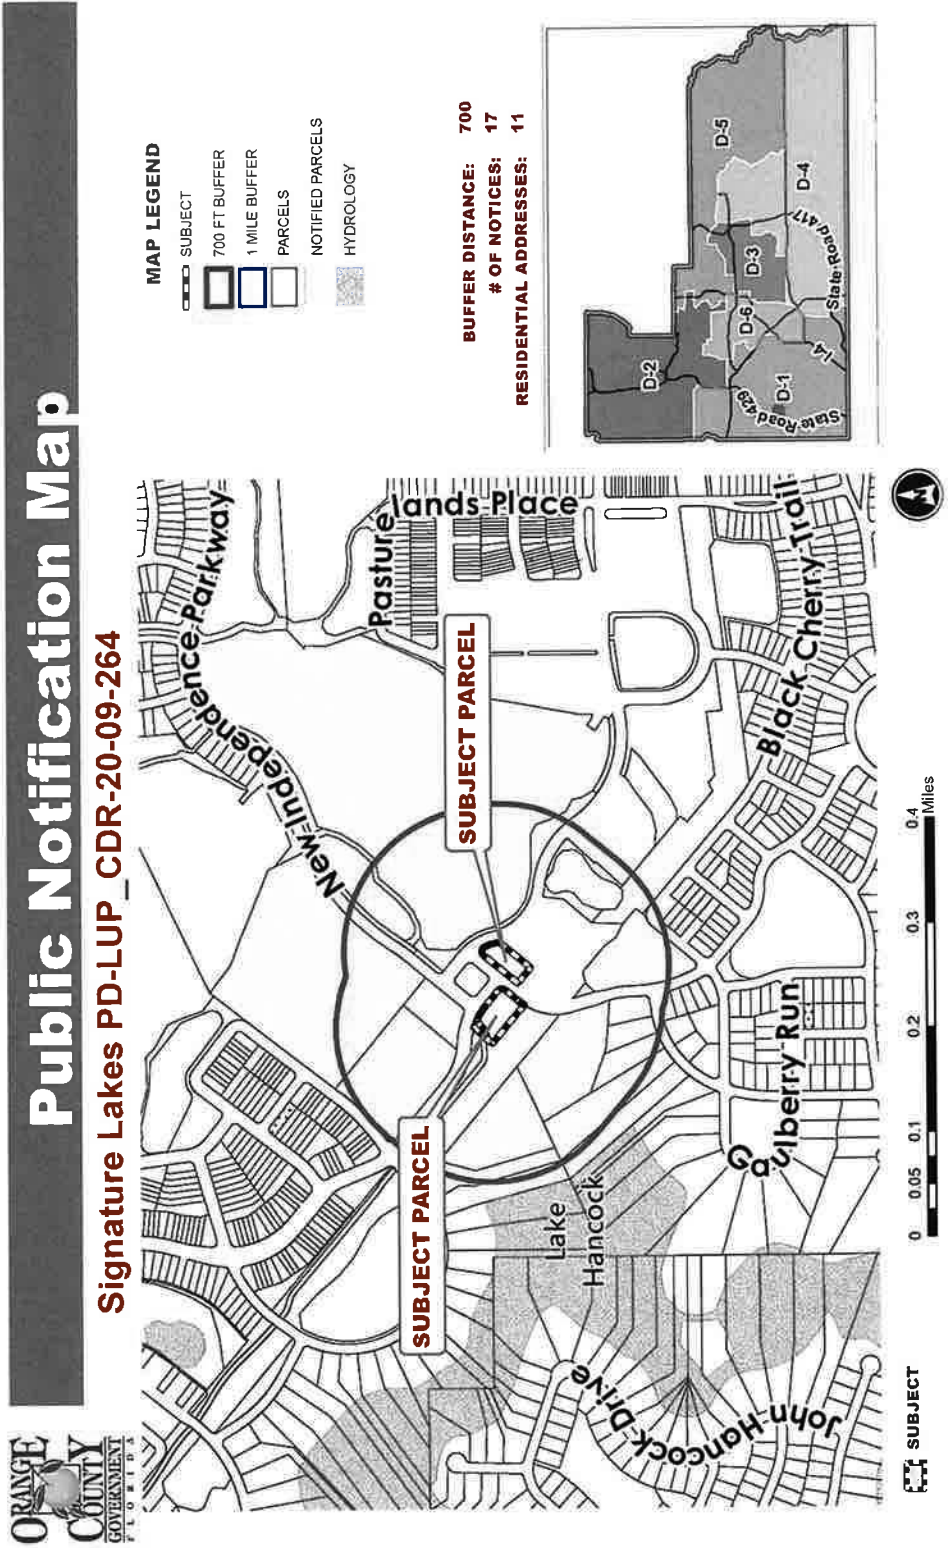 ORANGE
COUNTY
GOVERNMENT
FLORIDA
Public Notification Map
Signature Lakes PD-LUP_CDR-20-09-264
New-Independence-Parkway
Pasturelands-Place
SUBJECT PARCEL
SUBJECT PARCEL
Lake
Hancock
John-Hancock-Drive
Gaulberry Run
Black Cherry-Trail
MAP LEGEND
SUBJECT
700 FT BUFFER
1 MILE BUFFER
PARCELS
NOTIFIED PARCELS
HYDROLOGY
BUFFER DISTANCE: 700
# OF NOTICES: 17
RESIDENTIAL ADDRESSES: 11
D-2
D-5
D-3
D-6
D-4
D-1
State Road 429
I-4
State-Road-417
SUBJECT
0 0.05 0.1 0.2 0.3 0.4
Miles
N